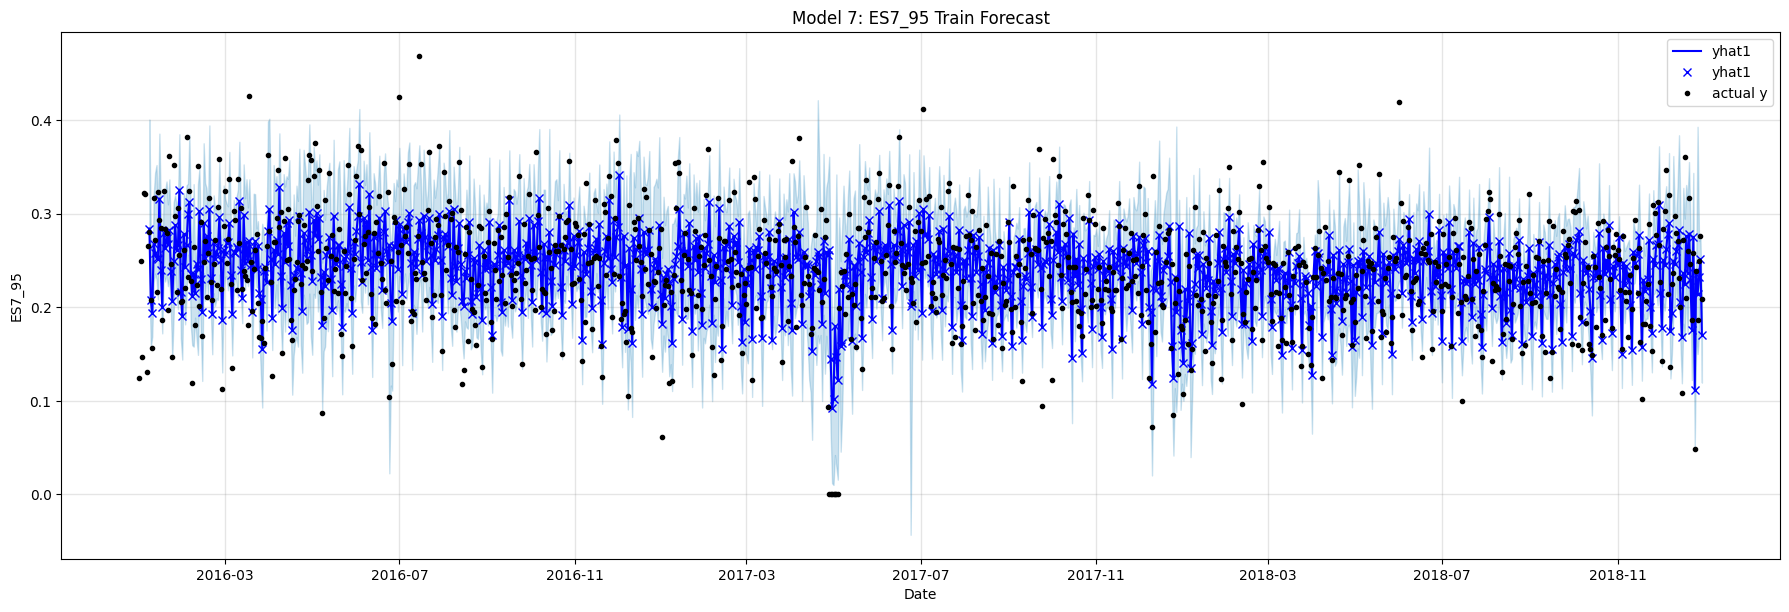 Model 7: ES7_95 Train Forecast
yhat1
yhat1
actual y
ES7_95
0.4
0.3
0.2
0.1
0.0
2016-03
2016-07
2016-11
2017-03
2017-07
2017-11
2018-03
2018-07
2018-11
Date